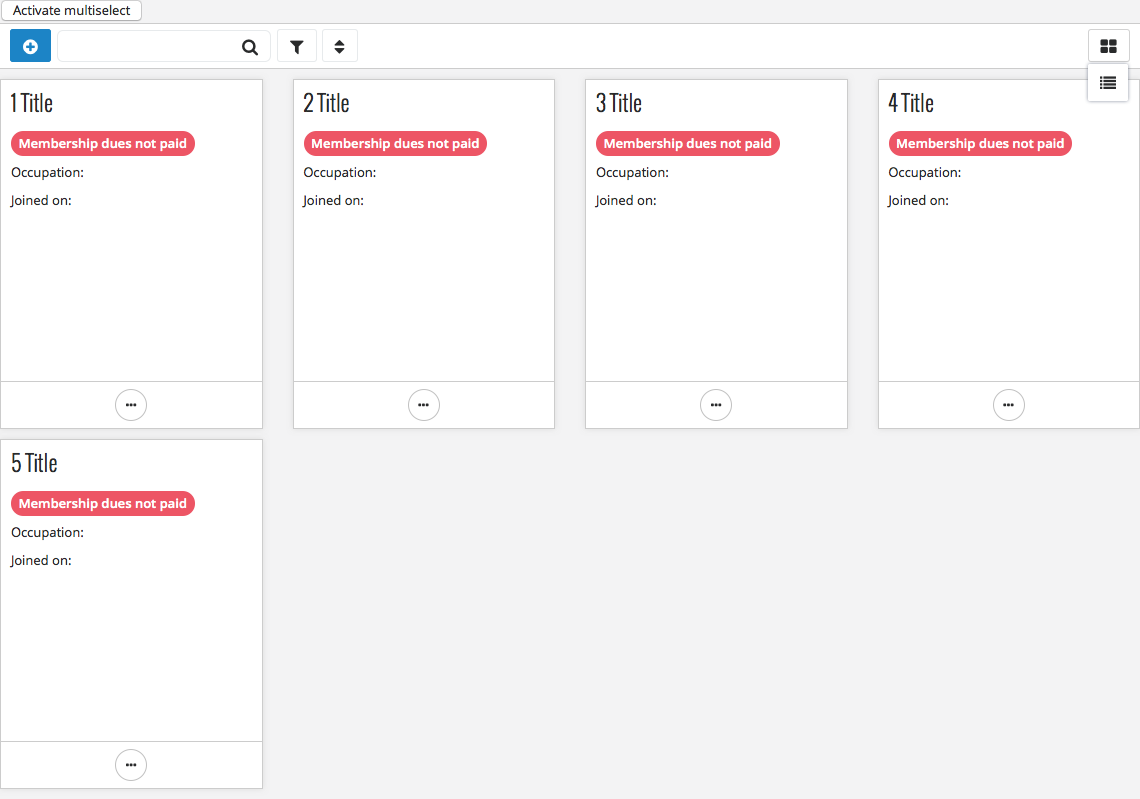 Activate multiselect
1 Title
Membership dues not paid
Occupation:
Joined on:
2 Title
Membership dues not paid
Occupation:
Joined on:
3 Title
Membership dues not paid
Occupation:
Joined on:
4 Title
Membership dues not paid
Occupation:
Joined on:
5 Title
Membership dues not paid
Occupation:
Joined on: